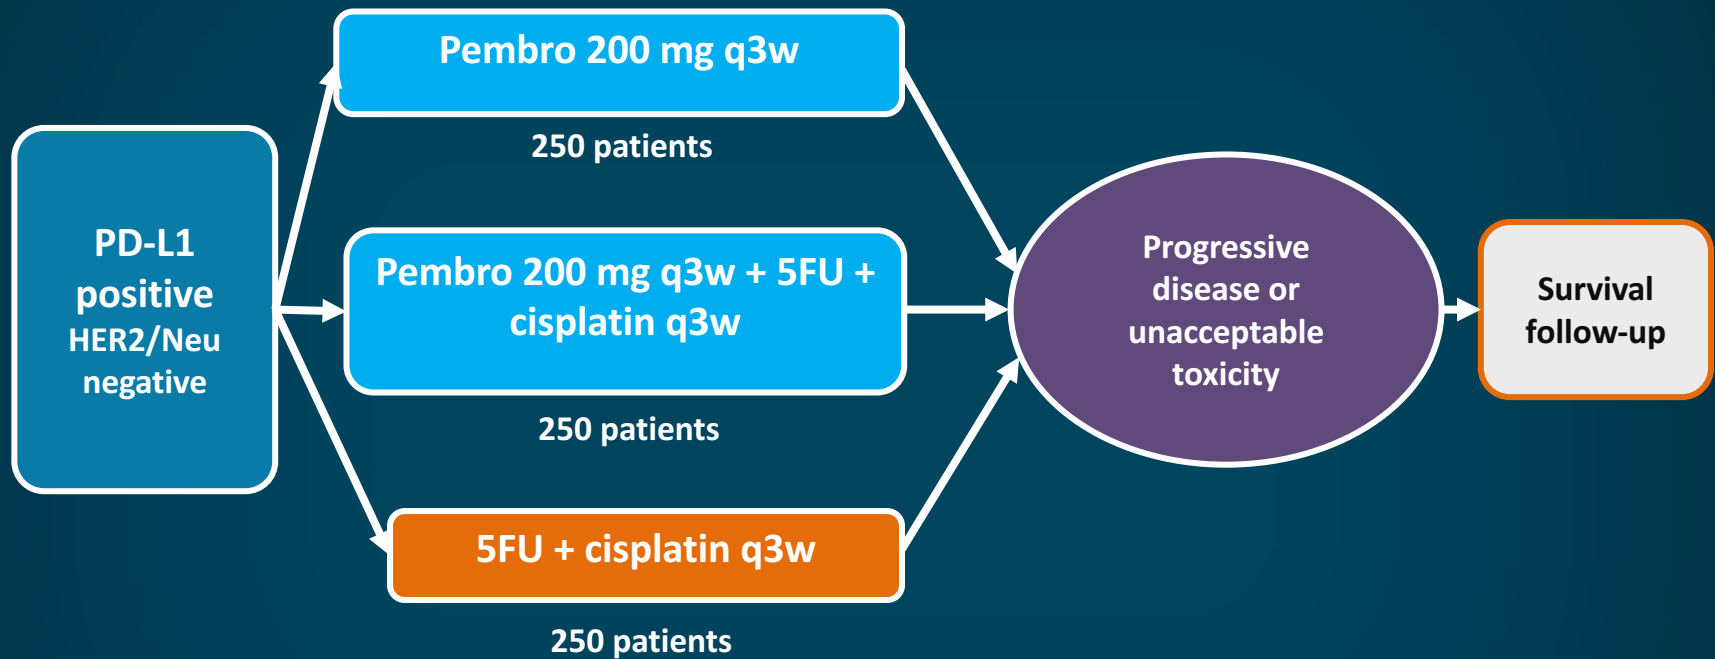 PD-L1
positive
HER2/Neu
negative
Pembro 200 mg q3w
250 patients
Pembro 200 mg q3w + 5FU +
cisplatin q3w
250 patients
5FU + cisplatin q3w
250 patients
Progressive
disease or
unacceptable
toxicity
Survival
follow-up